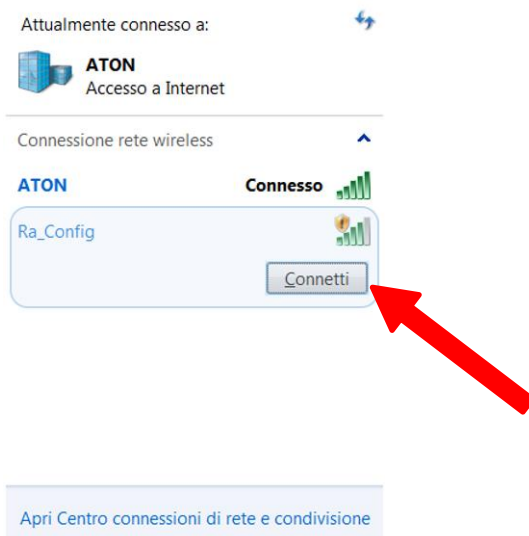 Attualmente connesso a:
ATON
Accesso a Internet
Connessione rete wireless
ATON Connesso
Ra_Config
Connetti
Apri Centro connessioni di rete e condivisione